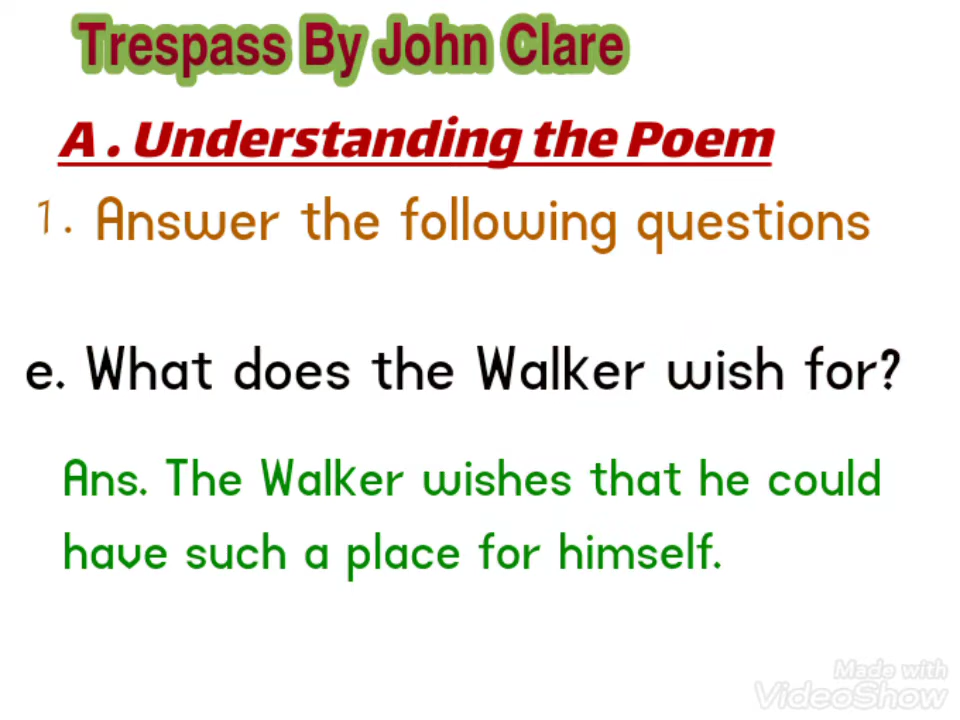 Trespass By John Clare
A . Understanding the Poem
1. Answer the following questions
e. What does the Walker wish for?
Ans. The Walker wishes that he could
have such a place for himself.
Made with
VideoShow